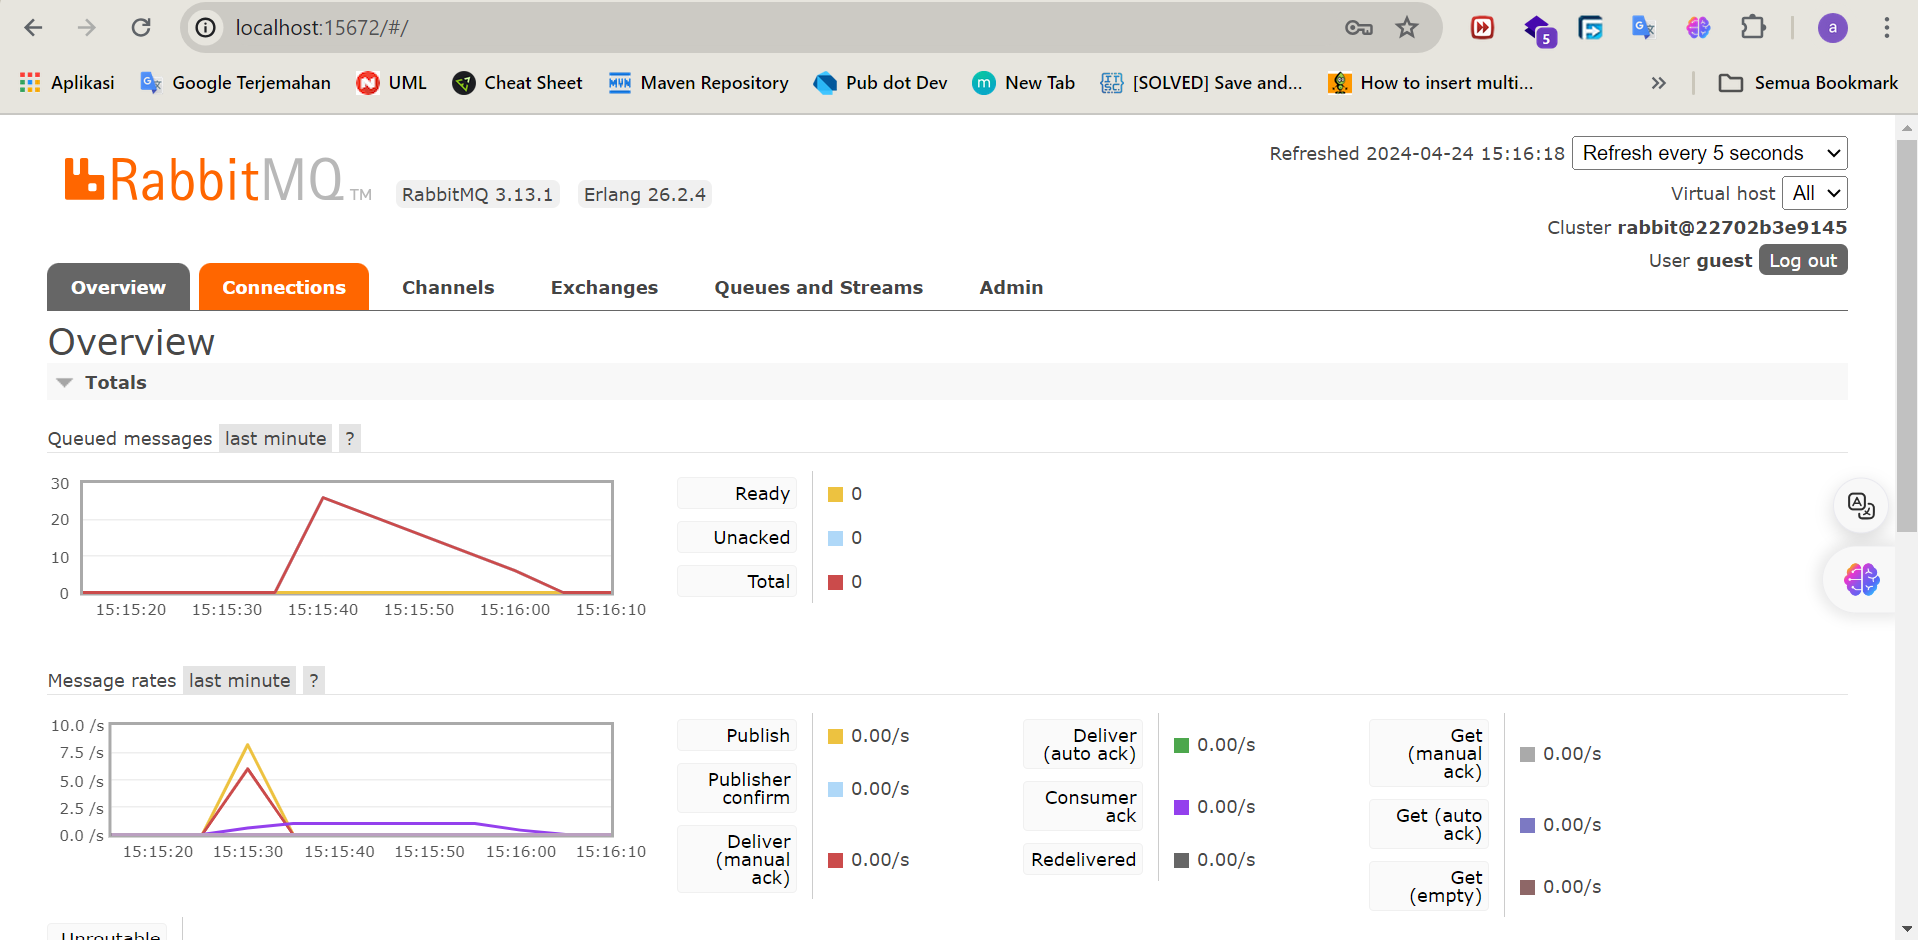 localhost:15672/#/
5
a
Aplikasi
Google Terjemahan
UML
Cheat Sheet
Maven Repository
Pub dot Dev
New Tab
[SOLVED] Save and...
How to insert multi...
Semua Bookmark
RabbitMQ TM
RabbitMQ 3.13.1
Erlang 26.2.4
Refreshed 2024-04-24 15:16:18
Refresh every 5 seconds
Virtual host
All
Cluster rabbit@22702b3e9145
User guest
Log out
Overview
Connections
Channels
Exchanges
Queues and Streams
Admin
Overview
Totals
Queued messages last minute ?
30
20
10
0
15:15:20 15:15:30 15:15:40 15:15:50 15:16:00 15:16:10
Ready 0
Unacked 0
Total 0
Message rates last minute ?
10.0 /s
7.5 /s
5.0 /s
2.5 /s
0.0 /s
15:15:20 15:15:30 15:15:40 15:15:50 15:16:00 15:16:10
Publish 0.00/s
Publisher
confirm 0.00/s
Deliver
(manual
ack) 0.00/s
Deliver
(auto ack) 0.00/s
Consumer
ack 0.00/s
Redelivered 0.00/s
Get
(manual
ack) 0.00/s
Get (auto
ack) 0.00/s
Get
(empty) 0.00/s
Unroutable